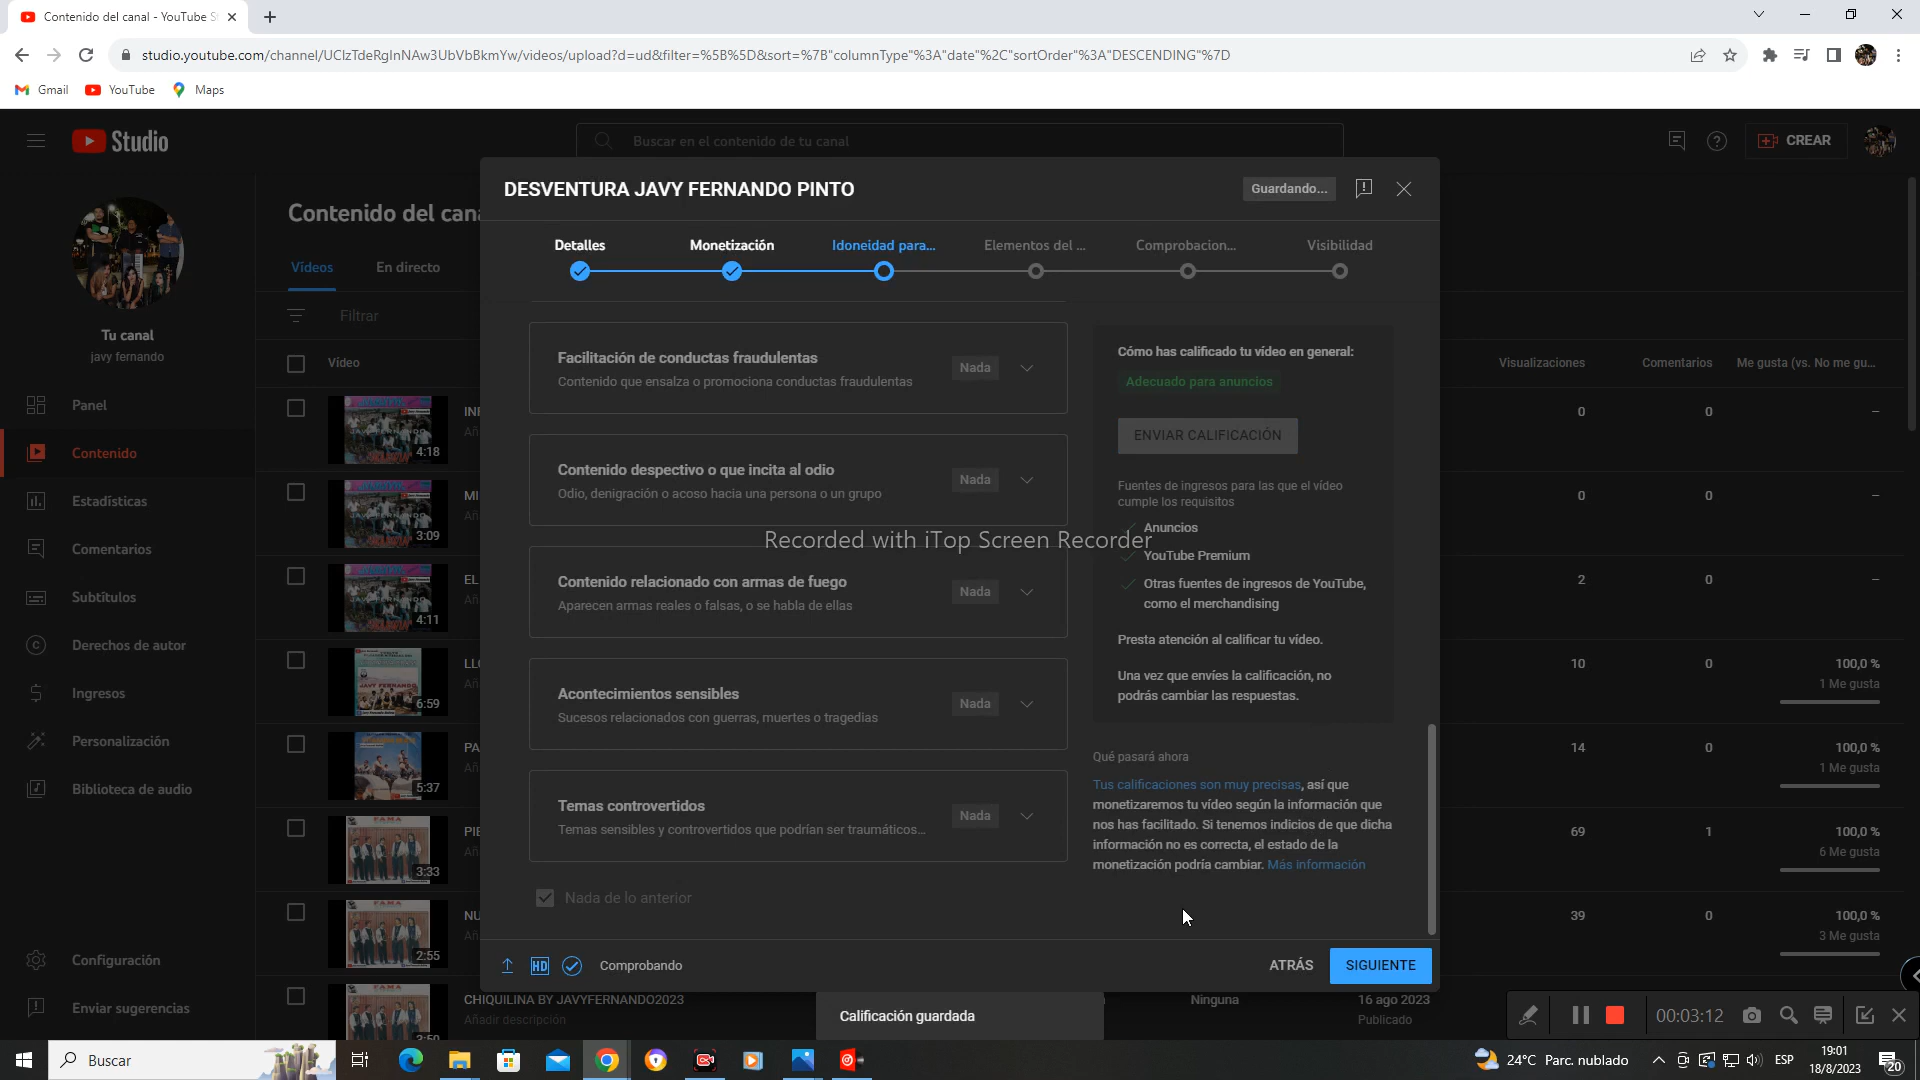 Contenido del canal - YouTube S
studio.youtube.com/channel/UClzTdeRgInNAw3UbVbBkmYw/videos/upload?d=ud&filter=%5B%5D&sort=%7B"columnType"%3A"date"%2C"sortOrder"%3A"DESCENDING"%7D
Gmail
YouTube
Maps
Studio
Buscar en el contenido de tu canal
CREAR
Tu canal
javy fernando
Panel
Contenido
Estadísticas
Comentarios
Subtítulos
Derechos de autor
Ingresos
Personalización
Biblioteca de audio
Configuración
Enviar sugerencias
Contenido del cana
Vídeos
En directo
Filtrar
Vídeo
Visualizaciones
Comentarios
Me gusta (vs. No me gu...
4:18
0
0
–
3:09
0
0
–
EL
4:11
2
0
–
6:59
10
0
100,0 %
1 Me gusta
PA
5:37
14
0
100,0 %
1 Me gusta
3:33
69
1
100,0 %
6 Me gusta
NU
2:55
39
0
100,0 %
3 Me gusta
CHIQUILINA BY JAVYFERNANDO2023
Añadir descripción
Ninguna
16 ago 2023
Publicado
DESVENTURA JAVY FERNANDO PINTO
Guardando...
Detalles
Monetización
Idoneidad para...
Elementos del ...
Comprobacion...
Visibilidad
Facilitación de conductas fraudulentas
Contenido que ensalza o promociona conductas fraudulentas
Nada
Contenido despectivo o que incita al odio
Odio, denigración o acoso hacia una persona o un grupo
Nada
Contenido relacionado con armas de fuego
Aparecen armas reales o falsas, o se habla de ellas
Nada
Acontecimientos sensibles
Sucesos relacionados con guerras, muertes o tragedias
Nada
Temas controvertidos
Temas sensibles y controvertidos que podrían ser traumáticos...
Nada
Nada de lo anterior
Cómo has calificado tu vídeo en general:
Adecuado para anuncios
ENVIAR CALIFICACIÓN
Fuentes de ingresos para las que el vídeo
cumple los requisitos
Anuncios
YouTube Premium
Otras fuentes de ingresos de YouTube,
como el merchandising
Presta atención al calificar tu vídeo.
Una vez que envíes la calificación, no
podrás cambiar las respuestas.
Qué pasará ahora
Tus calificaciones son muy precisas, así que
monetizaremos tu vídeo según la información que
nos has facilitado. Si tenemos indicios de que dicha
información no es correcta, el estado de la
monetización podría cambiar. Más información
Recorded with iTop Screen Recorder
HD
Comprobando
ATRÁS
SIGUIENTE
Calificación guardada
00:03:12
Buscar
24°C Parc. nublado
ESP
19:01
18/8/2023
20